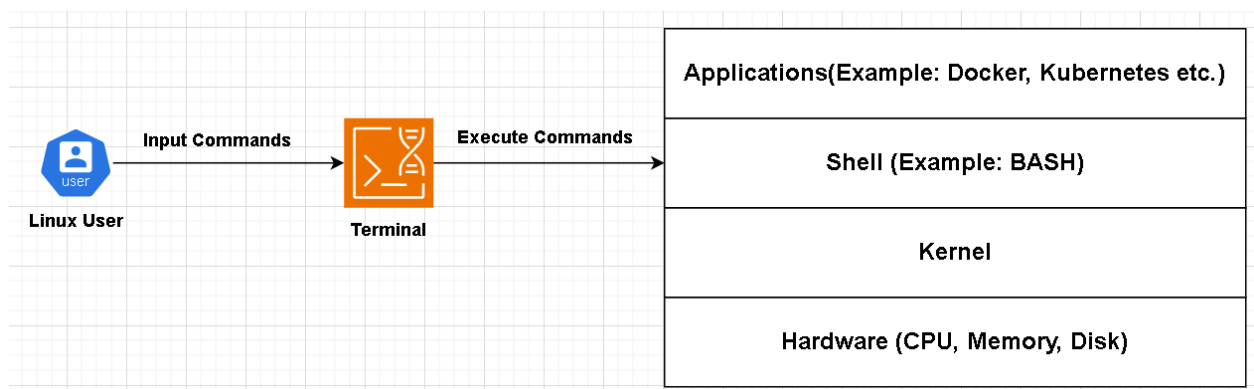 Applications(Example: Docker, Kubernetes etc.)
Input Commands
Execute Commands
Shell (Example: BASH)
user
Linux User
Terminal
Kernel
Hardware (CPU, Memory, Disk)